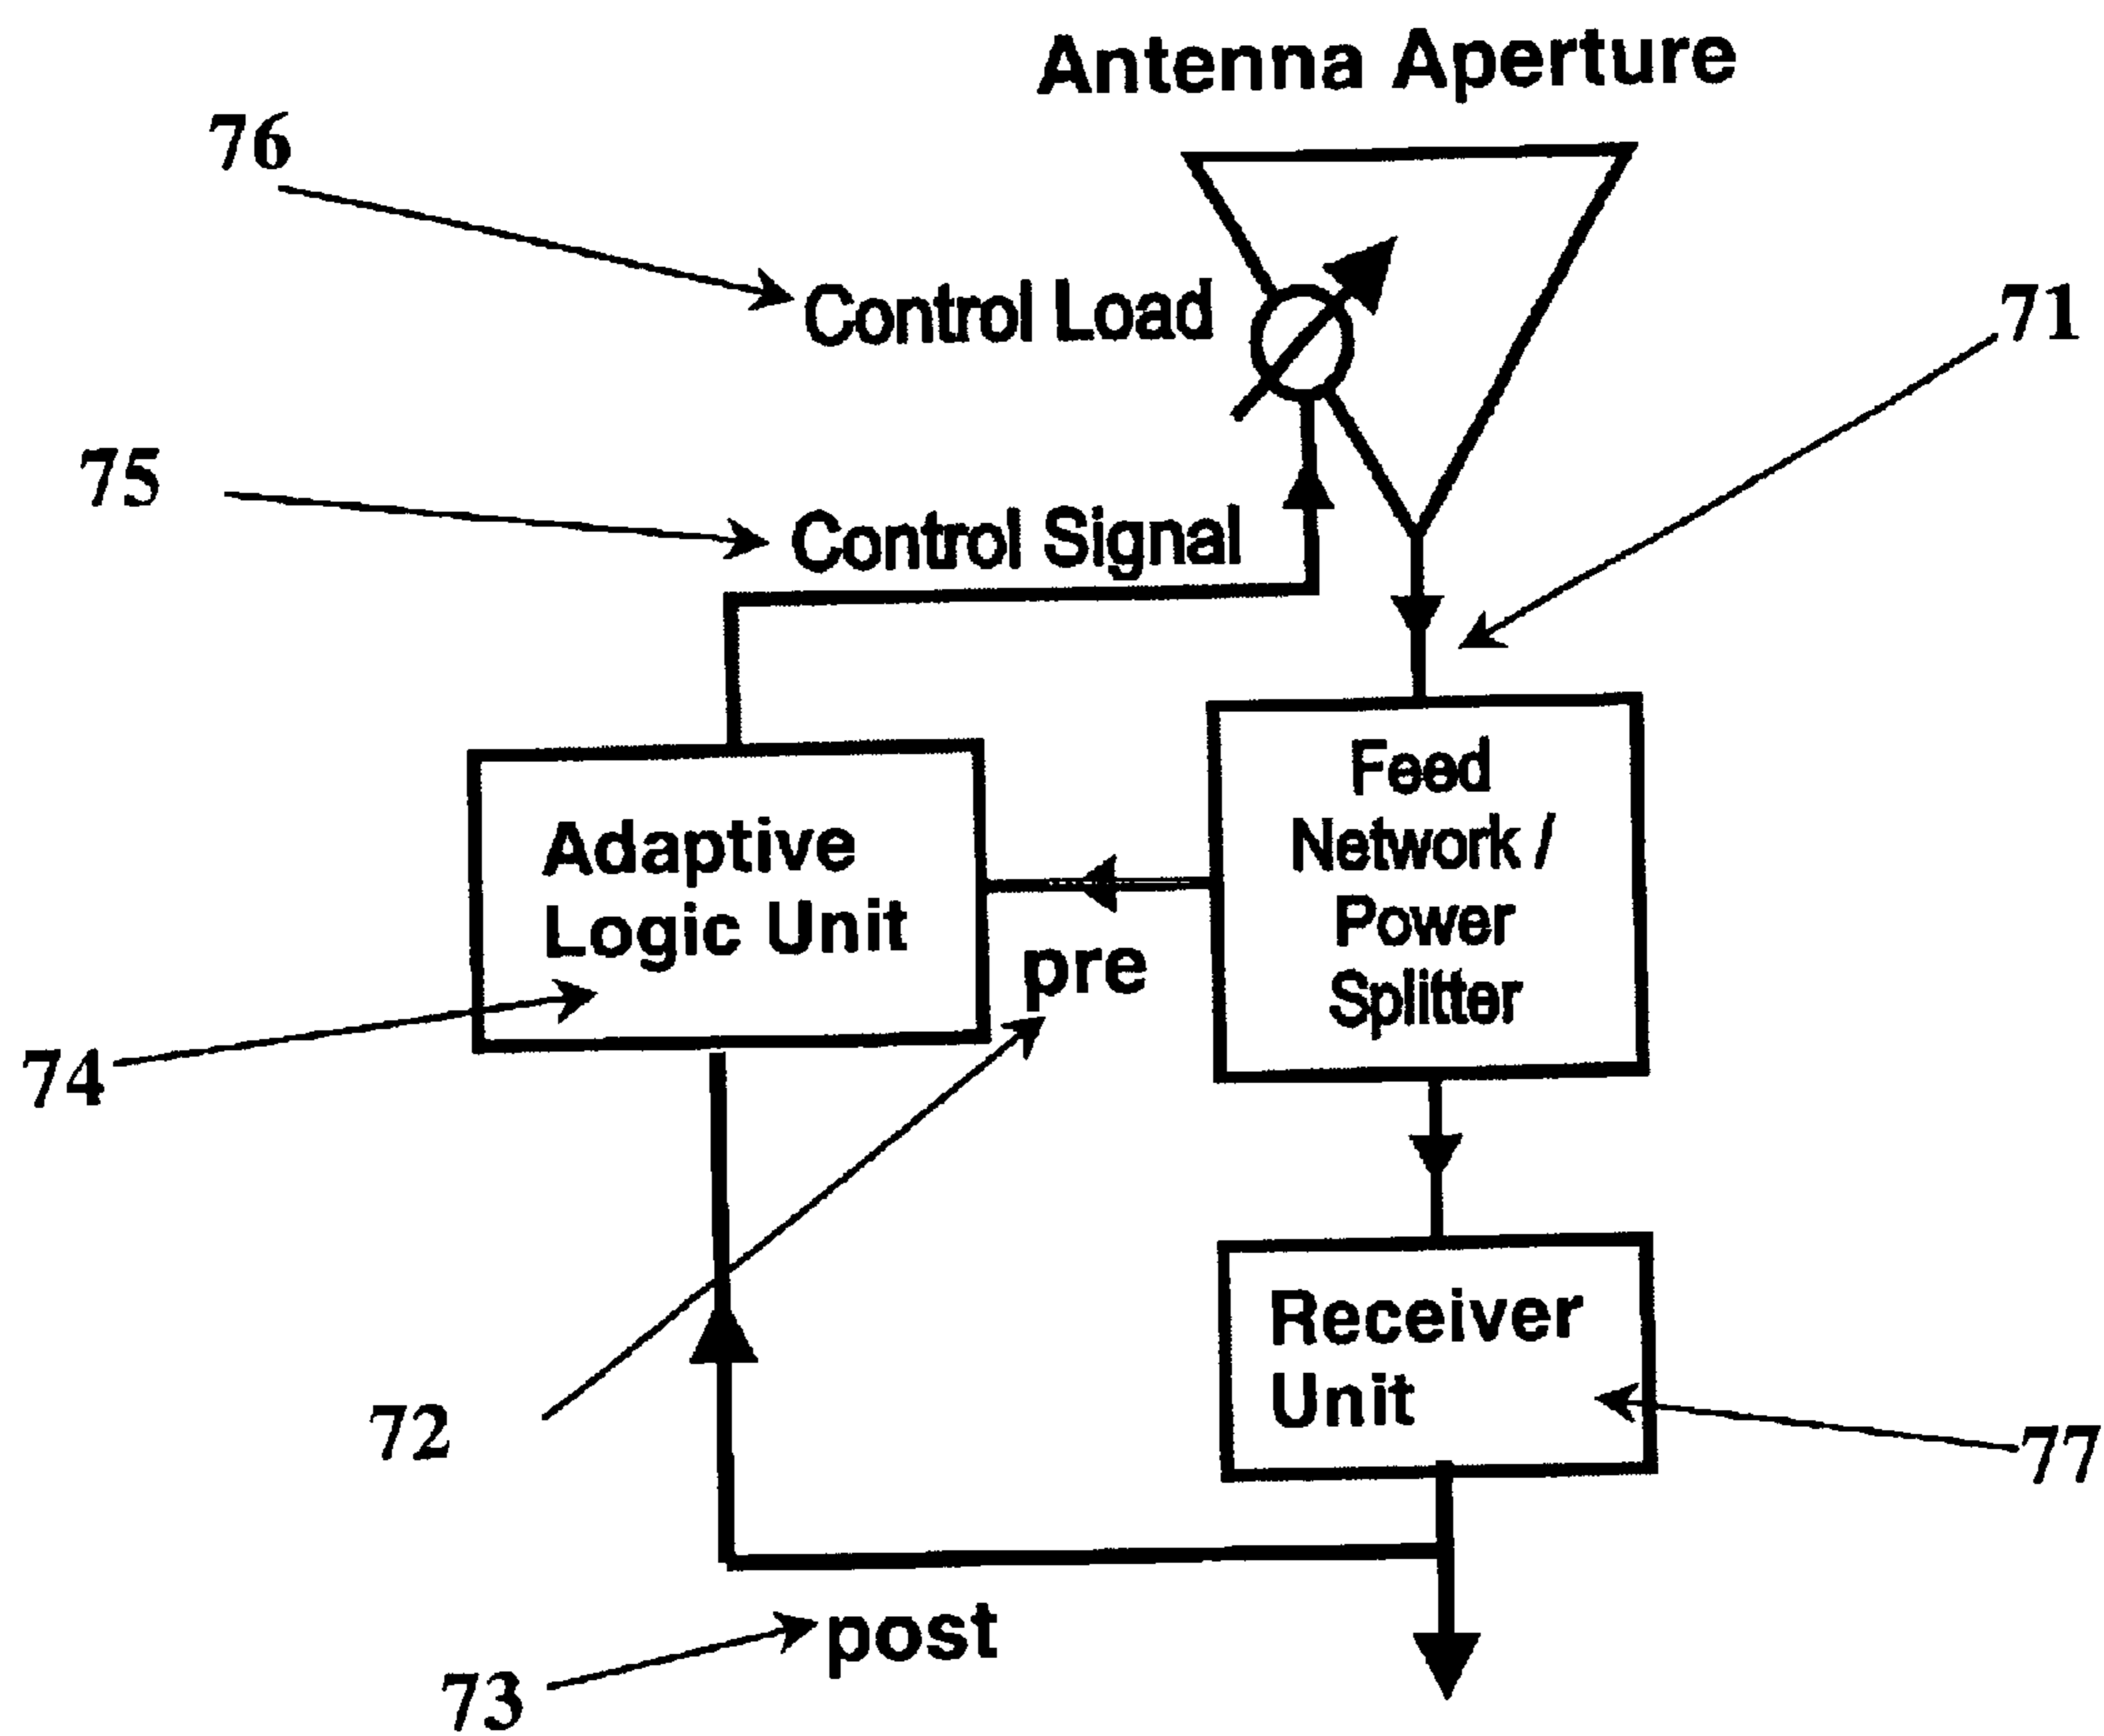 Antenna Aperture
76
Control Load
71
75
Control Signal
Feed
Network /
Power
Splitter
Adaptive
Logic Unit
pre
74
Receiver
Unit
72
77
post
73